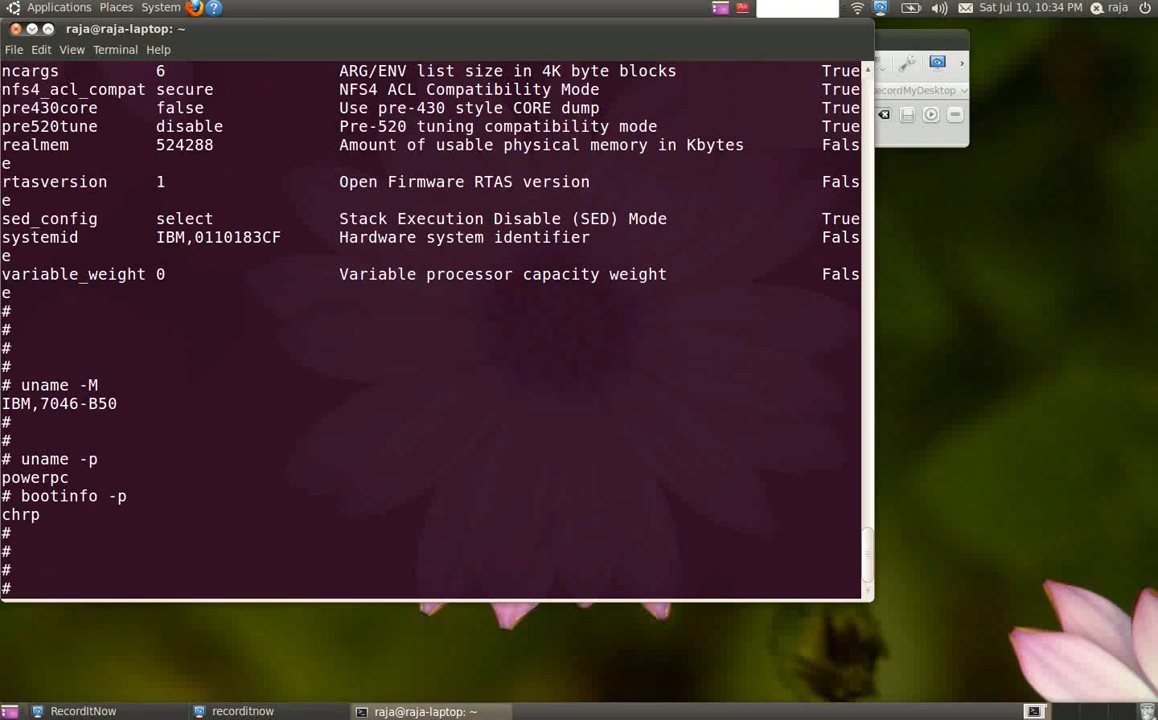 Applications Places System ? Sat Jul 10, 10:34 PM raja
raja@raja-laptop: ~
File Edit View Terminal Help
ncargs 6 ARG/ENV list size in 4K byte blocks True
nfs4_acl_compat secure NFS4 ACL Compatibility Mode True
pre430core false Use pre-430 style CORE dump True
pre520tune disable Pre-520 tuning compatibility mode True
realmem 524288 Amount of usable physical memory in Kbytes Fals
e
rtasversion 1 Open Firmware RTAS version Fals
e
sed_config select Stack Execution Disable (SED) Mode True
systemid IBM,0110183CF Hardware system identifier Fals
e
variable_weight 0 Variable processor capacity weight Fals
e
#
#
#
#
# uname -M
IBM,7046-B50
#
#
# uname -p
powerpc
# bootinfo -p
chrp
#
#
#
#
ecordMyDesktop
RecordItNow recorditnow raja@raja-laptop: ~